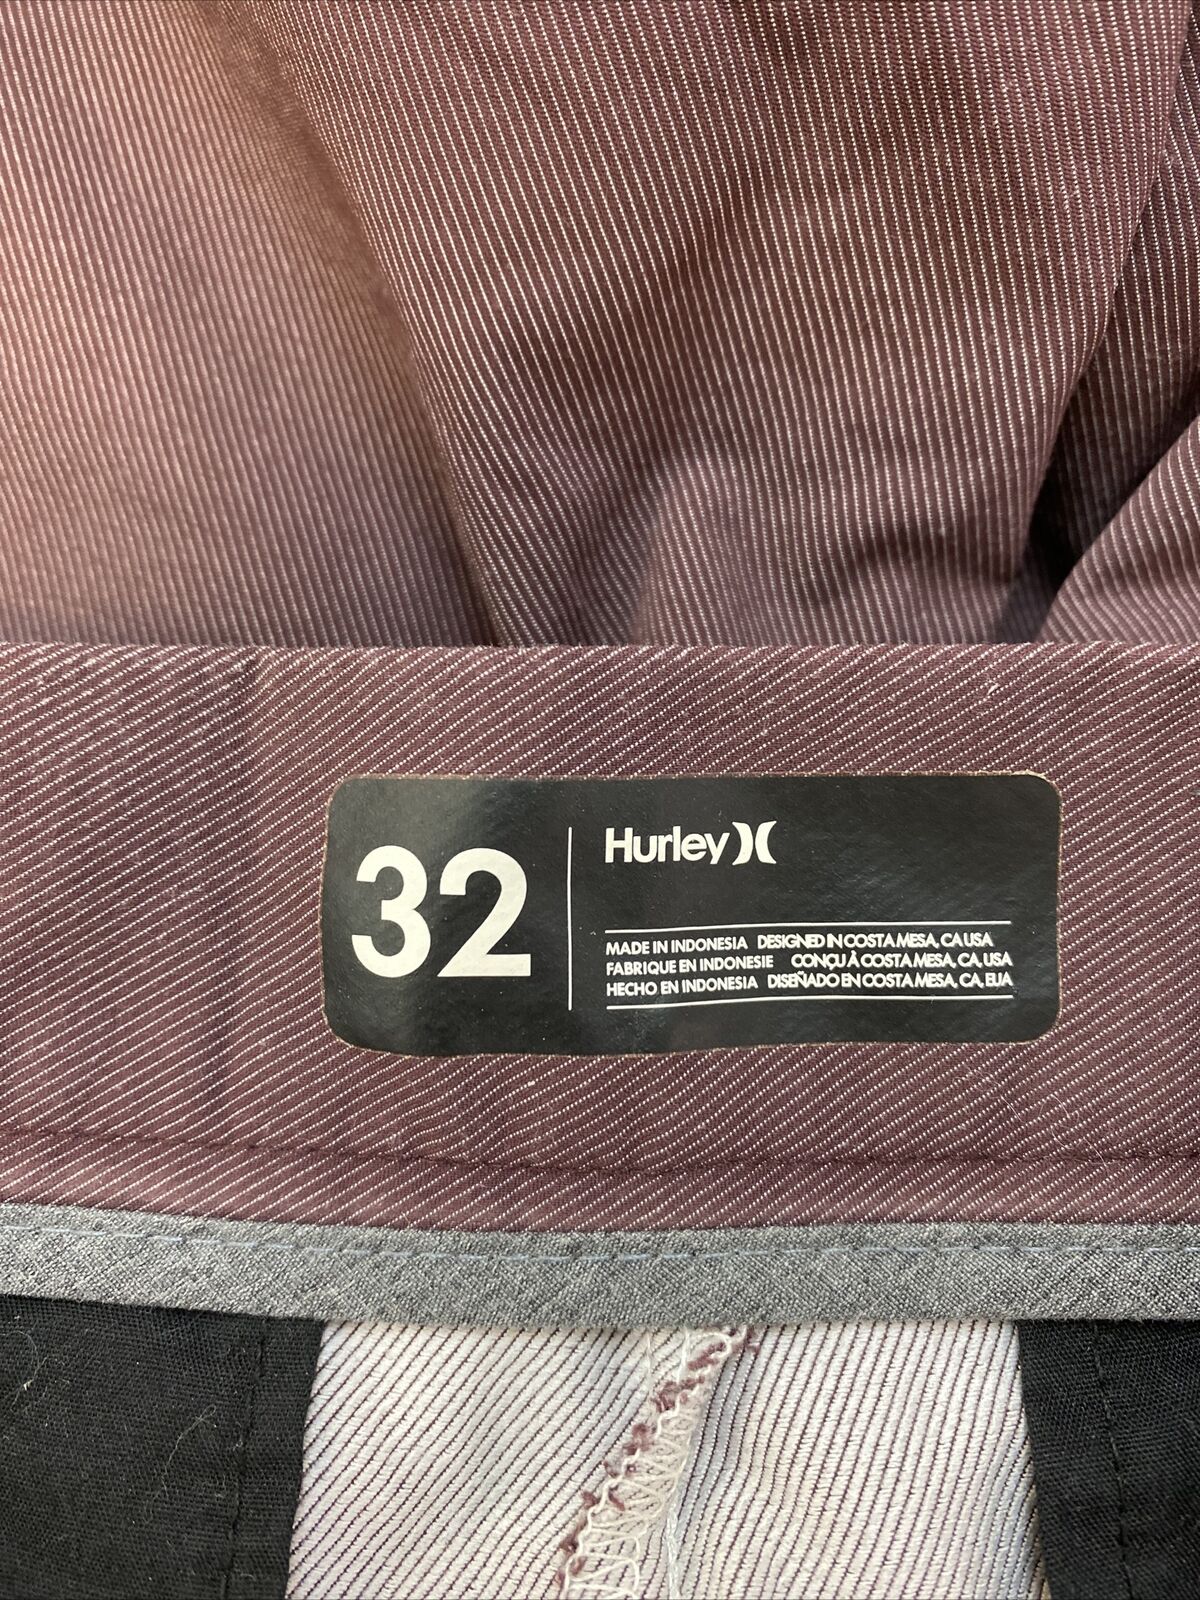 32
Hurley
MADE IN INDONESIA DESIGNED IN COSTA MESA, CA USA
FABRIQUE EN INDONESIE CONÇU À COSTA MESA, CA, USA
HECHO EN INDONESIA DISEÑADO EN COSTA MESA, CA, EUA